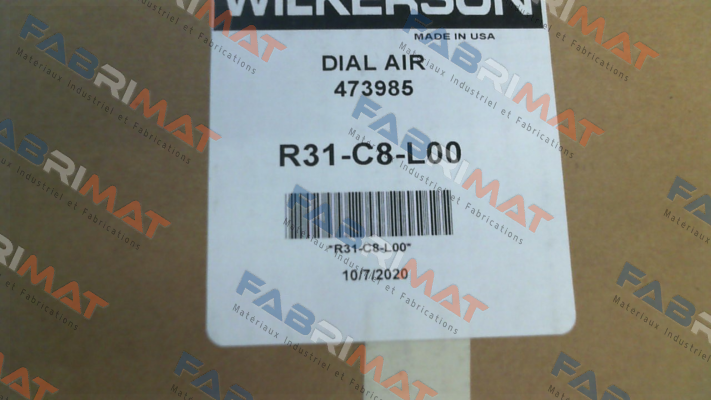 WILKERSON
MADE IN USA
DIAL AIR
473985
R31-C8-L00
"R31-C8-L00"
10/7/2020
FABRIMAT
Matériaux Industriel et Fabrications